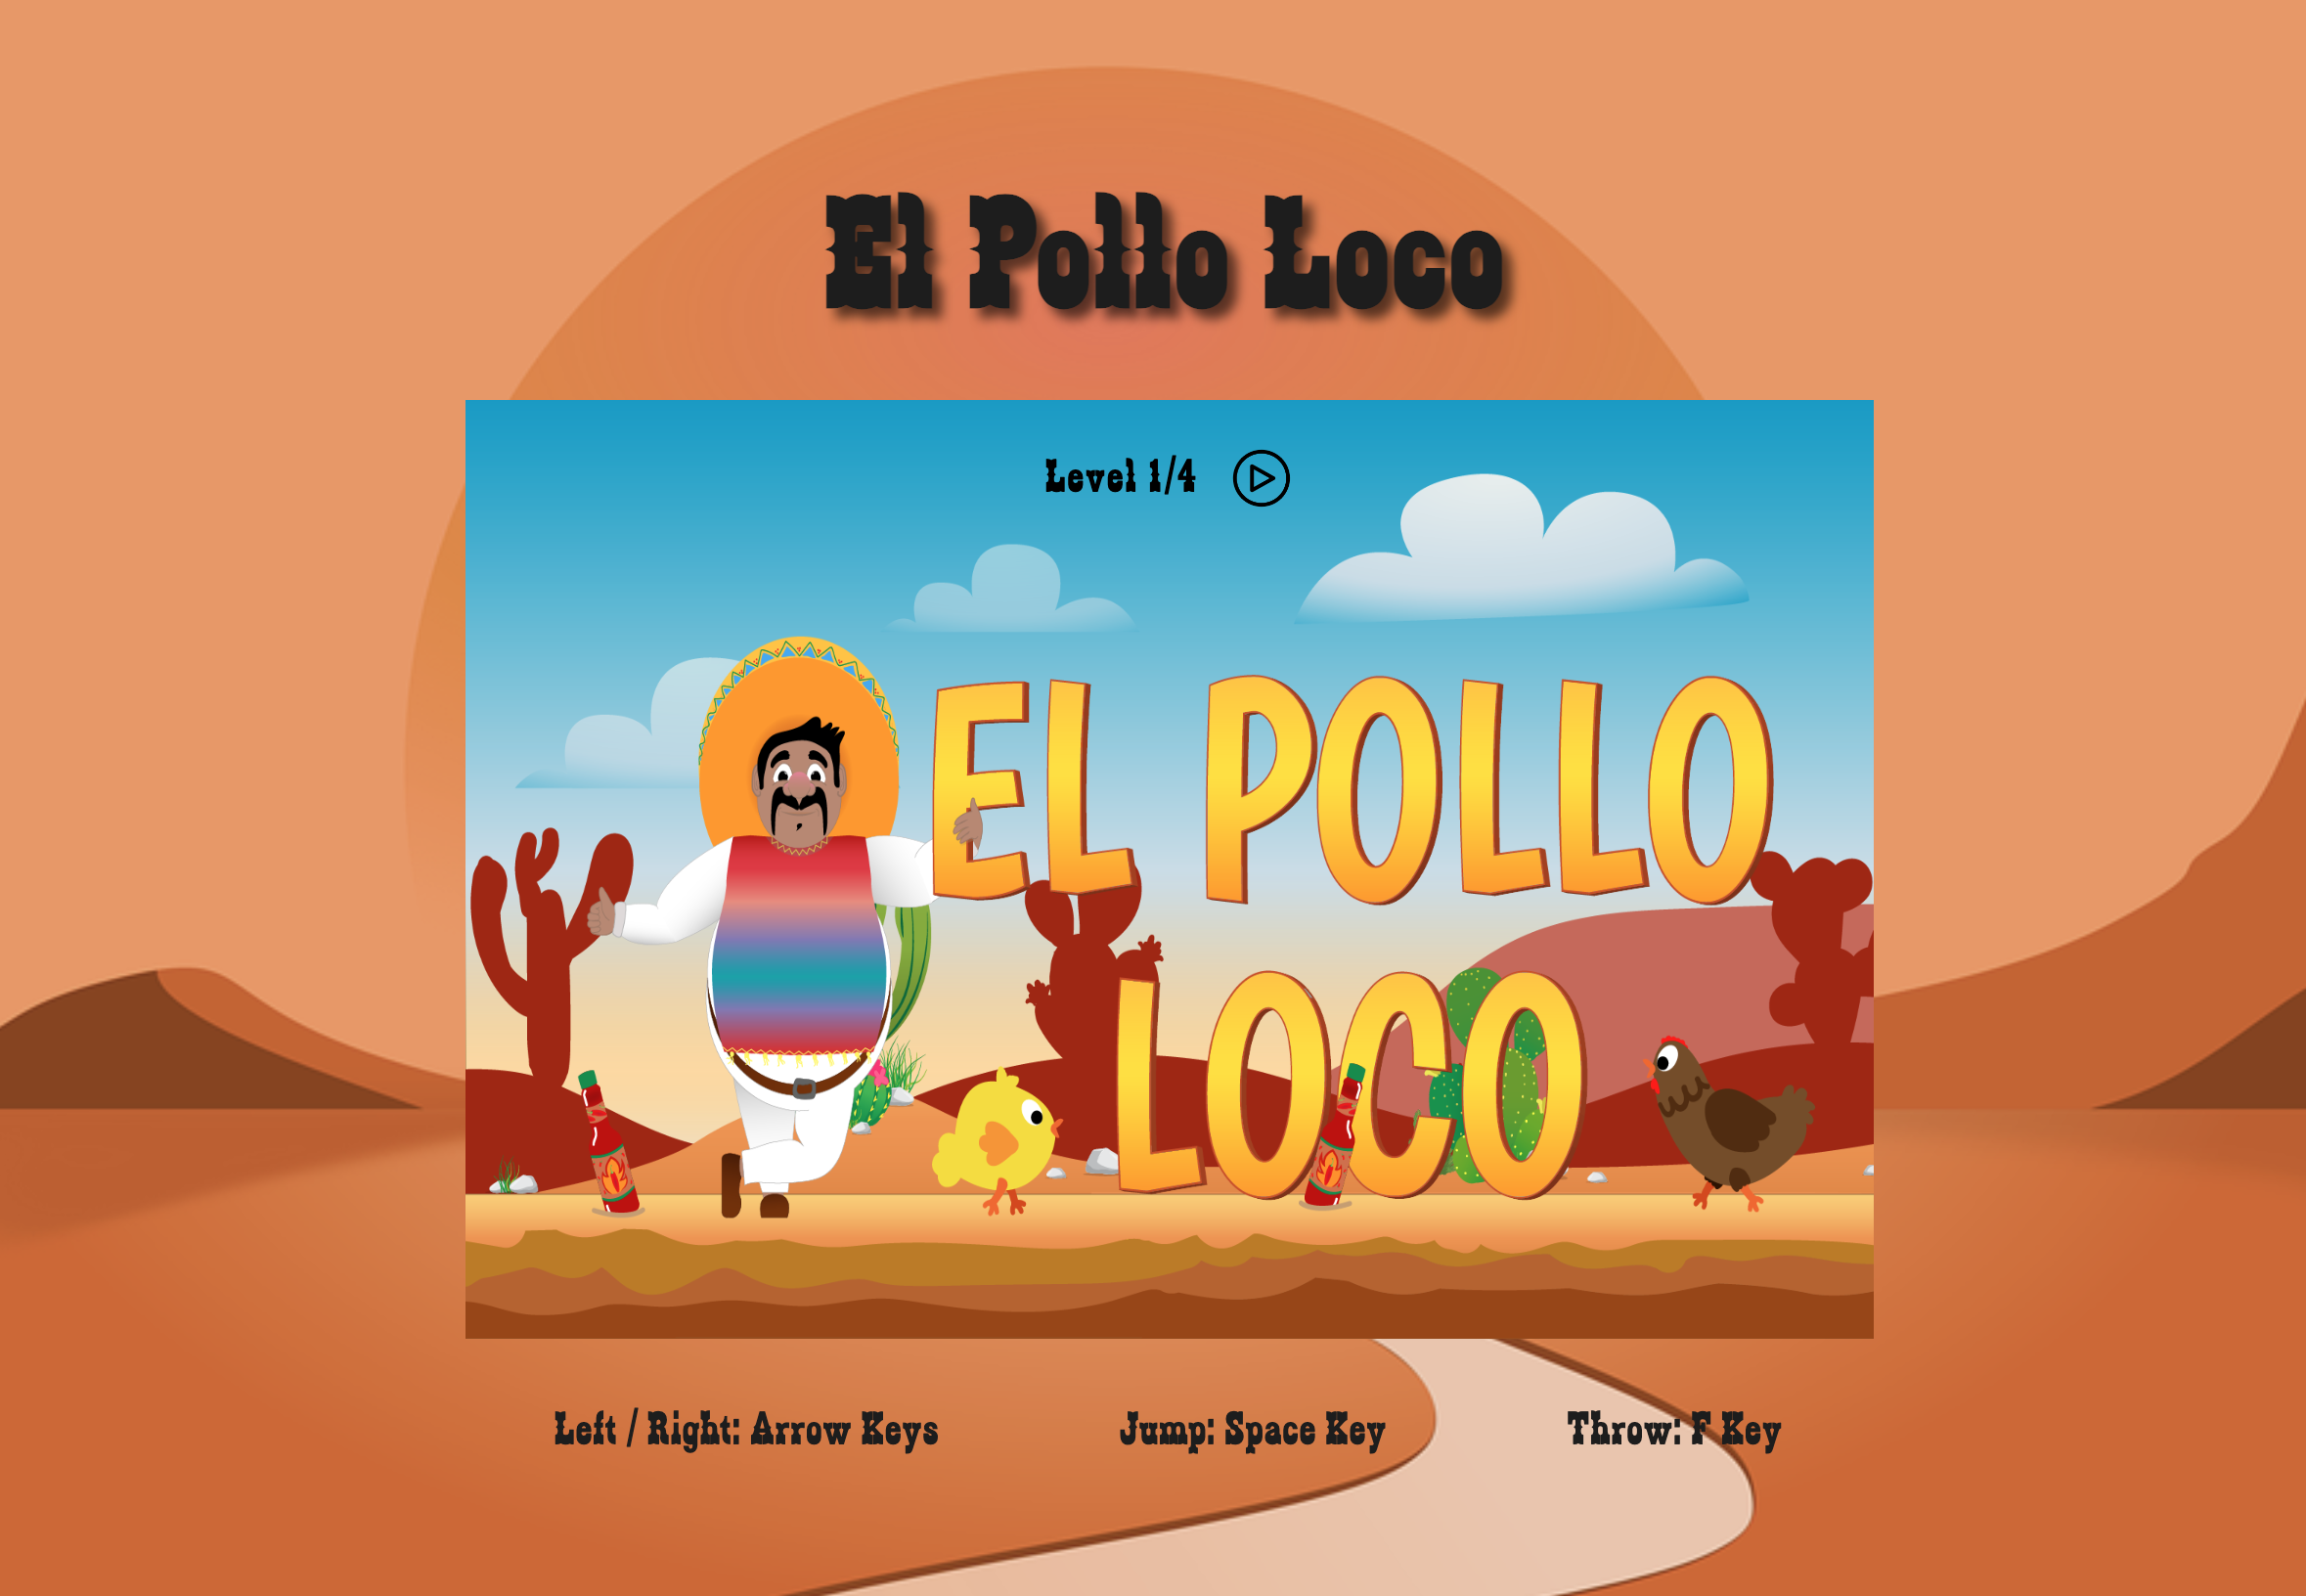 El Pollo Loco
Level 1/4
EL POLLO
LOCO
Left / Right: Arrow Keys
Jump: Space Key
Throw: F Key